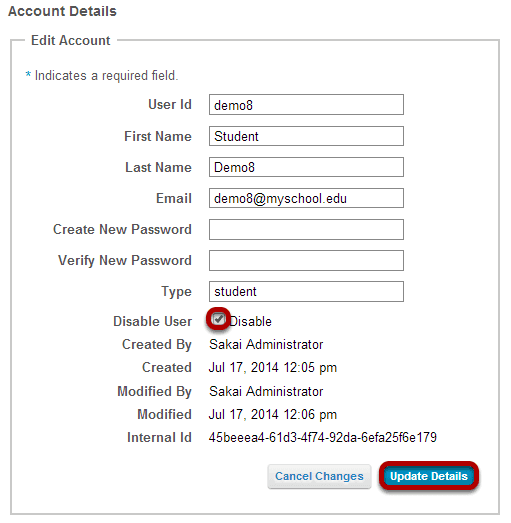 Account Details
Edit Account
* Indicates a required field.
User Id demo8
First Name Student
Last Name Demo8
Email demo8@myschool.edu
Create New Password
Verify New Password
Type student
Disable User Disable
Created By Sakai Administrator
Created Jul 17, 2014 12:05 pm
Modified By Sakai Administrator
Modified Jul 17, 2014 12:06 pm
Internal Id 45beeea4-61d3-4f74-92da-6efa25f6e179
Cancel Changes Update Details